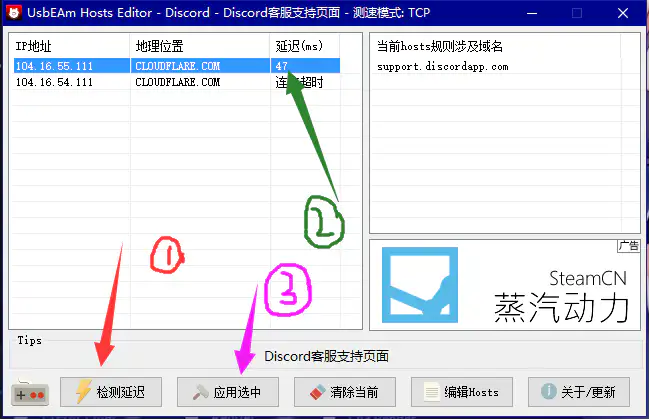 UsbEAm Hosts Editor - Discord - Discord客服支持页面 - 测速模式: TCP
IP地址 地理位置 延迟(ms)
104.16.55.111 CLOUDFLARE.COM 47
104.16.54.111 CLOUDFLARE.COM 连接超时
当前hosts规则涉及域名
support.discordapp.com
①
②
③
广告
SteamCN
蒸汽动力
Tips
Discord客服支持页面
检测延迟
应用选中
清除当前
编辑Hosts
关于/更新